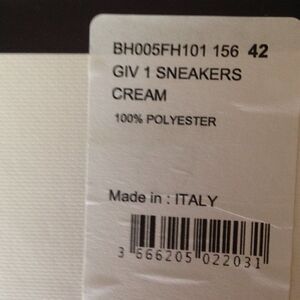 BH005FH101 156 42
GIV 1 SNEAKERS
CREAM
100% POLYESTER
Made in : ITALY
3 666205 022031